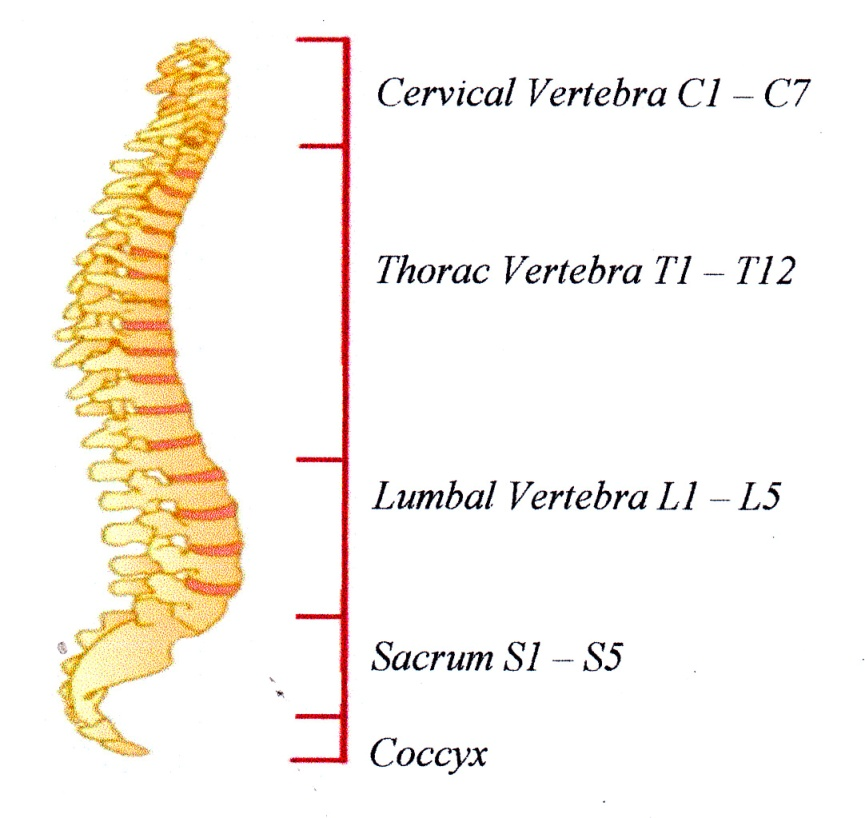 Cervical Vertebra C1 – C7
Thorac Vertebra T1 – T12
Lumbal Vertebra L1 – L5
Sacrum S1 – S5
Coccyx